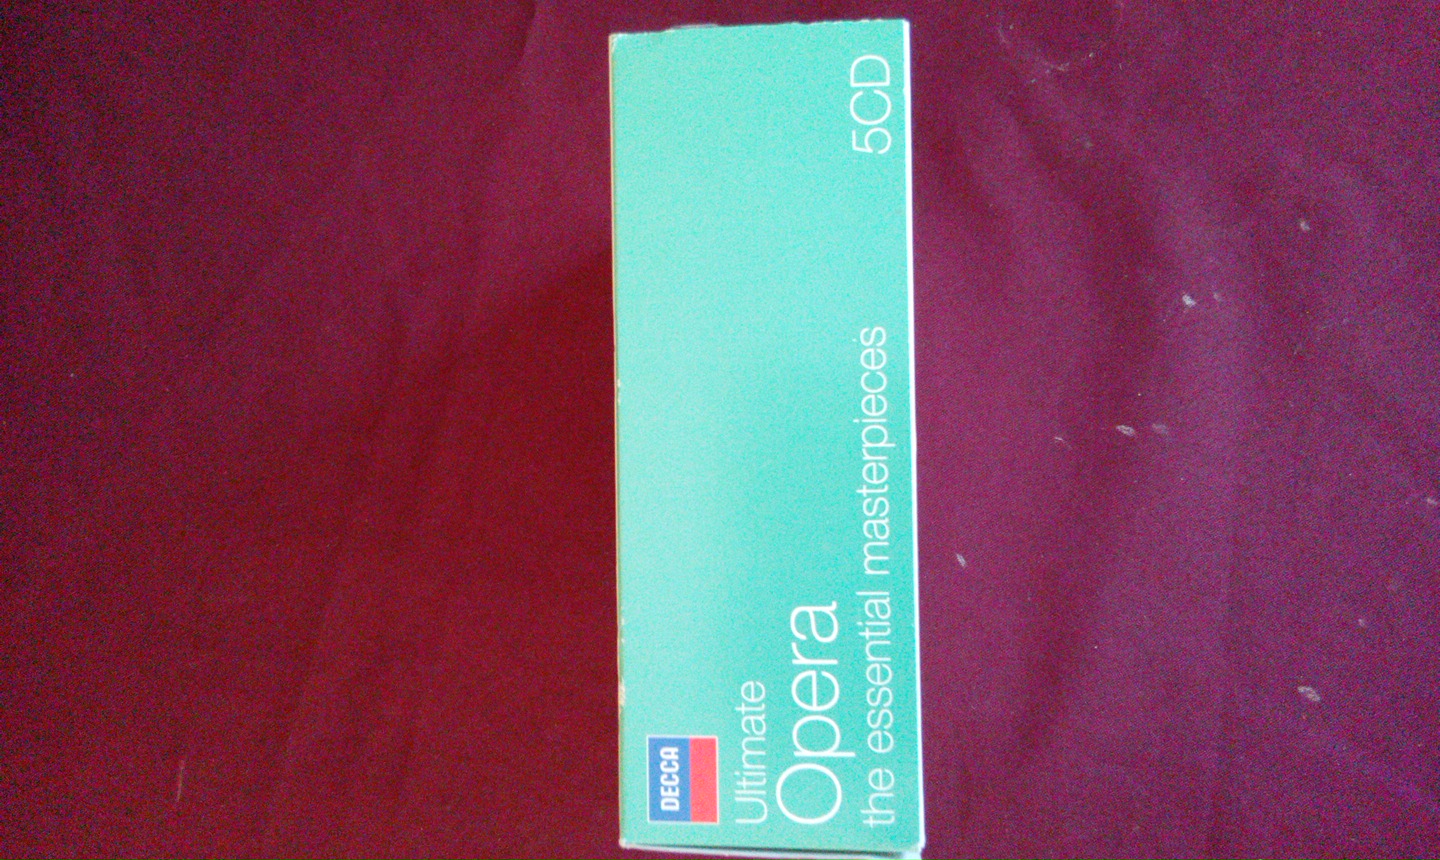 DECCA
Ultimate
Opera
the essential masterpieces
5CD